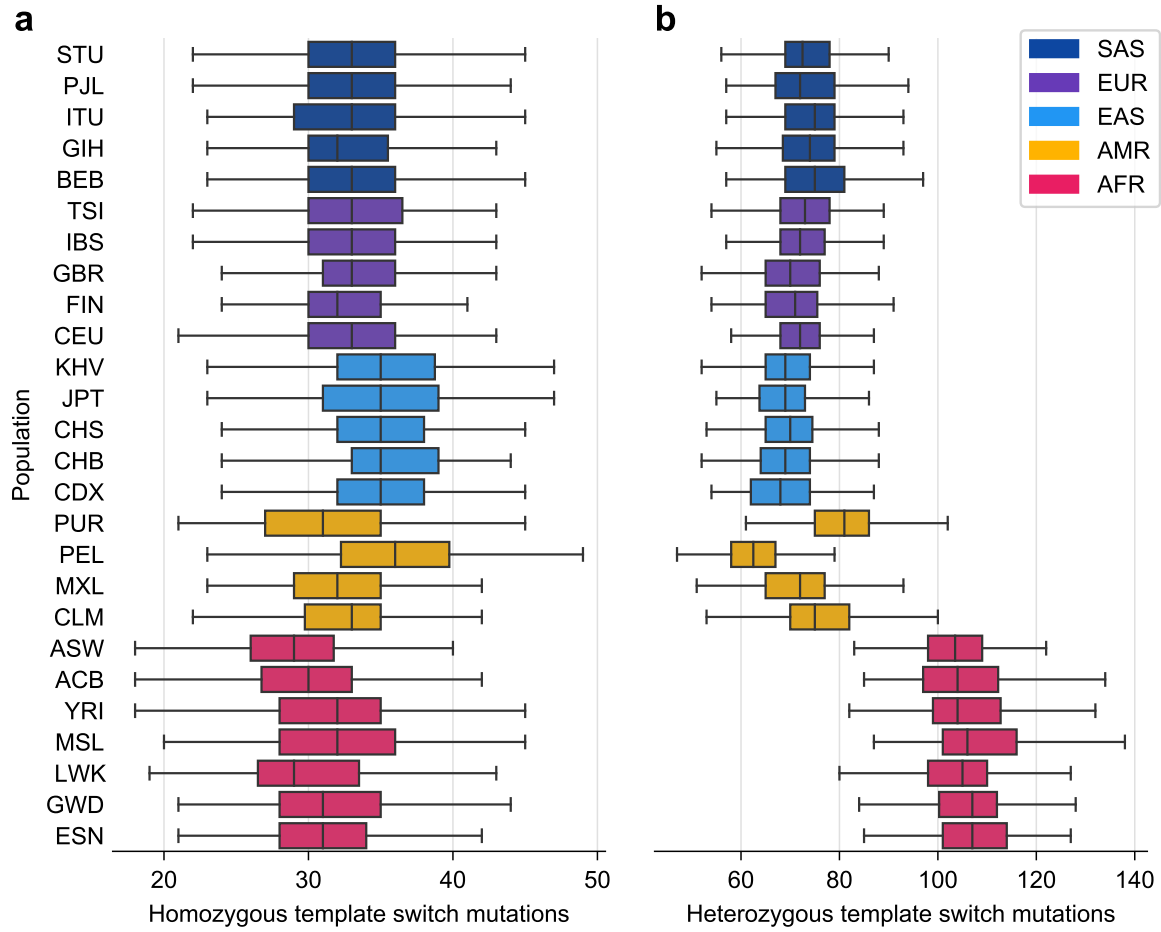 a
b
STU
PJL
ITU
GIH
BEB
TSI
IBS
GBR
FIN
CEU
KHV
JPT
CHS
CHB
CDX
PUR
PEL
MXL
CLM
ASW
ACB
YRI
MSL
LWK
GWD
ESN
Population
20 30 40 50
Homozygous template switch mutations
60 80 100 120 140
Heterozygous template switch mutations
SAS
EUR
EAS
AMR
AFR